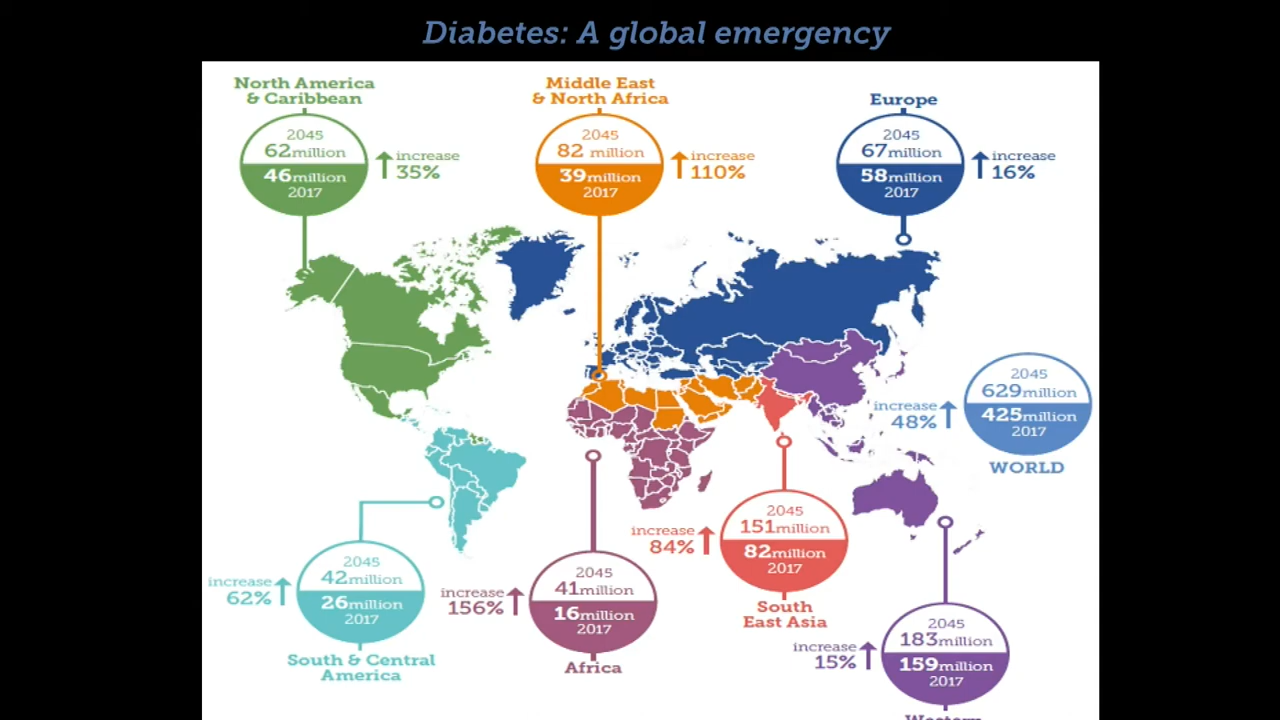 Diabetes: A global emergency
North America
& Caribbean
2045
62million
46million
2017
increase
35%
Middle East
& North Africa
2045
82 million
39million
2017
increase
110%
Europe
2045
67million
58million
2017
increase
16%
2045
629million
425million
2017
WORLD
increase
48%
2045
151million
82million
2017
South
East Asia
increase
84%
2045
42million
26million
2017
South & Central
America
increase
62%
2045
41million
16million
2017
Africa
increase
156%
2045
183million
159million
2017
increase
15%
Western